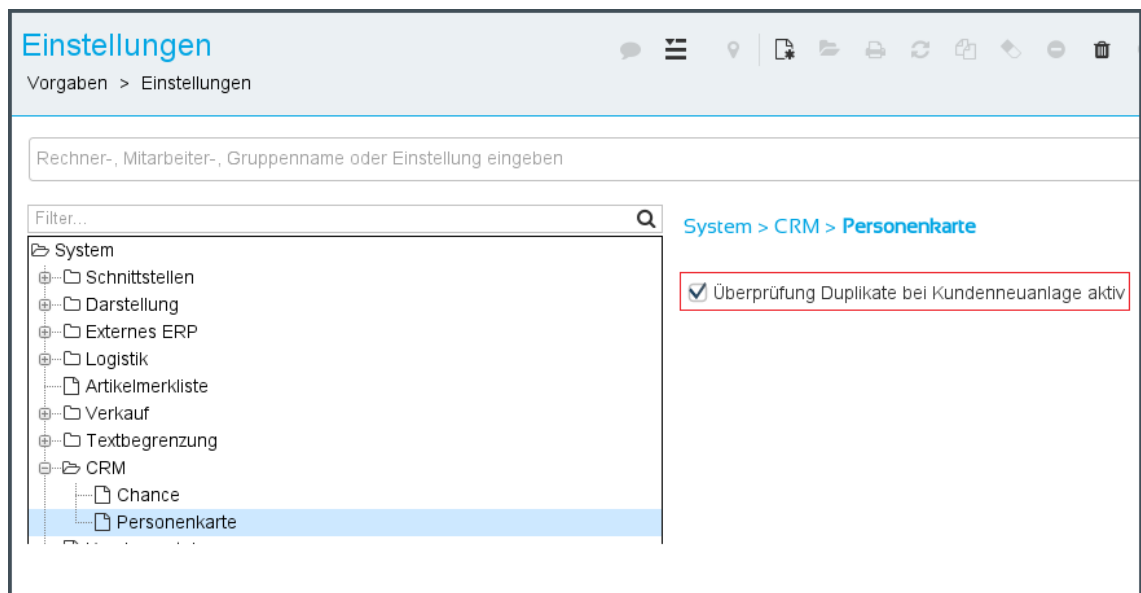 Einstellungen
Vorgaben > Einstellungen
Rechner-, Mitarbeiter-, Gruppenname oder Einstellung eingeben
Filter...
System > CRM > Personenkarte
System
Schnittstellen
Darstellung
Externes ERP
Logistik
Artikelmerkliste
Verkauf
Textbegrenzung
CRM
Chance
Personenkarte
Überprüfung Duplikate bei Kundenneuanlage aktiv